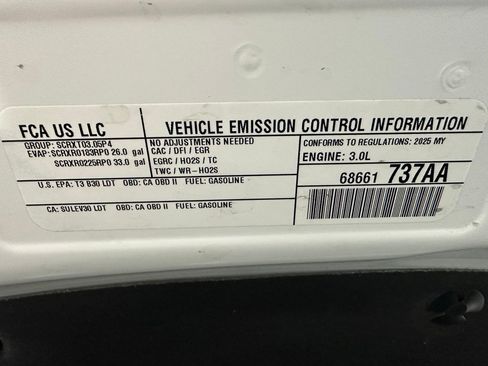 FCA US LLC
VEHICLE EMISSION CONTROL INFORMATION
GROUP: SCRXT03.05P4
EVAP: SCRXR0183RP0 26.0 gal
SCRXR0225RP0 33.0 gal
NO ADJUSTMENTS NEEDED
CAC / DFI / EGR
EGRC / HO2S / TC
TWC / WR-HO2S
CONFORMS TO REGULATIONS: 2025 MY
ENGINE: 3.0L
68661 737AA
U.S. EPA: T3 B30 LDT OBD: CA OBD II FUEL: GASOLINE
CA: SULEV30 LDT OBD: CA OBD II FUEL: GASOLINE